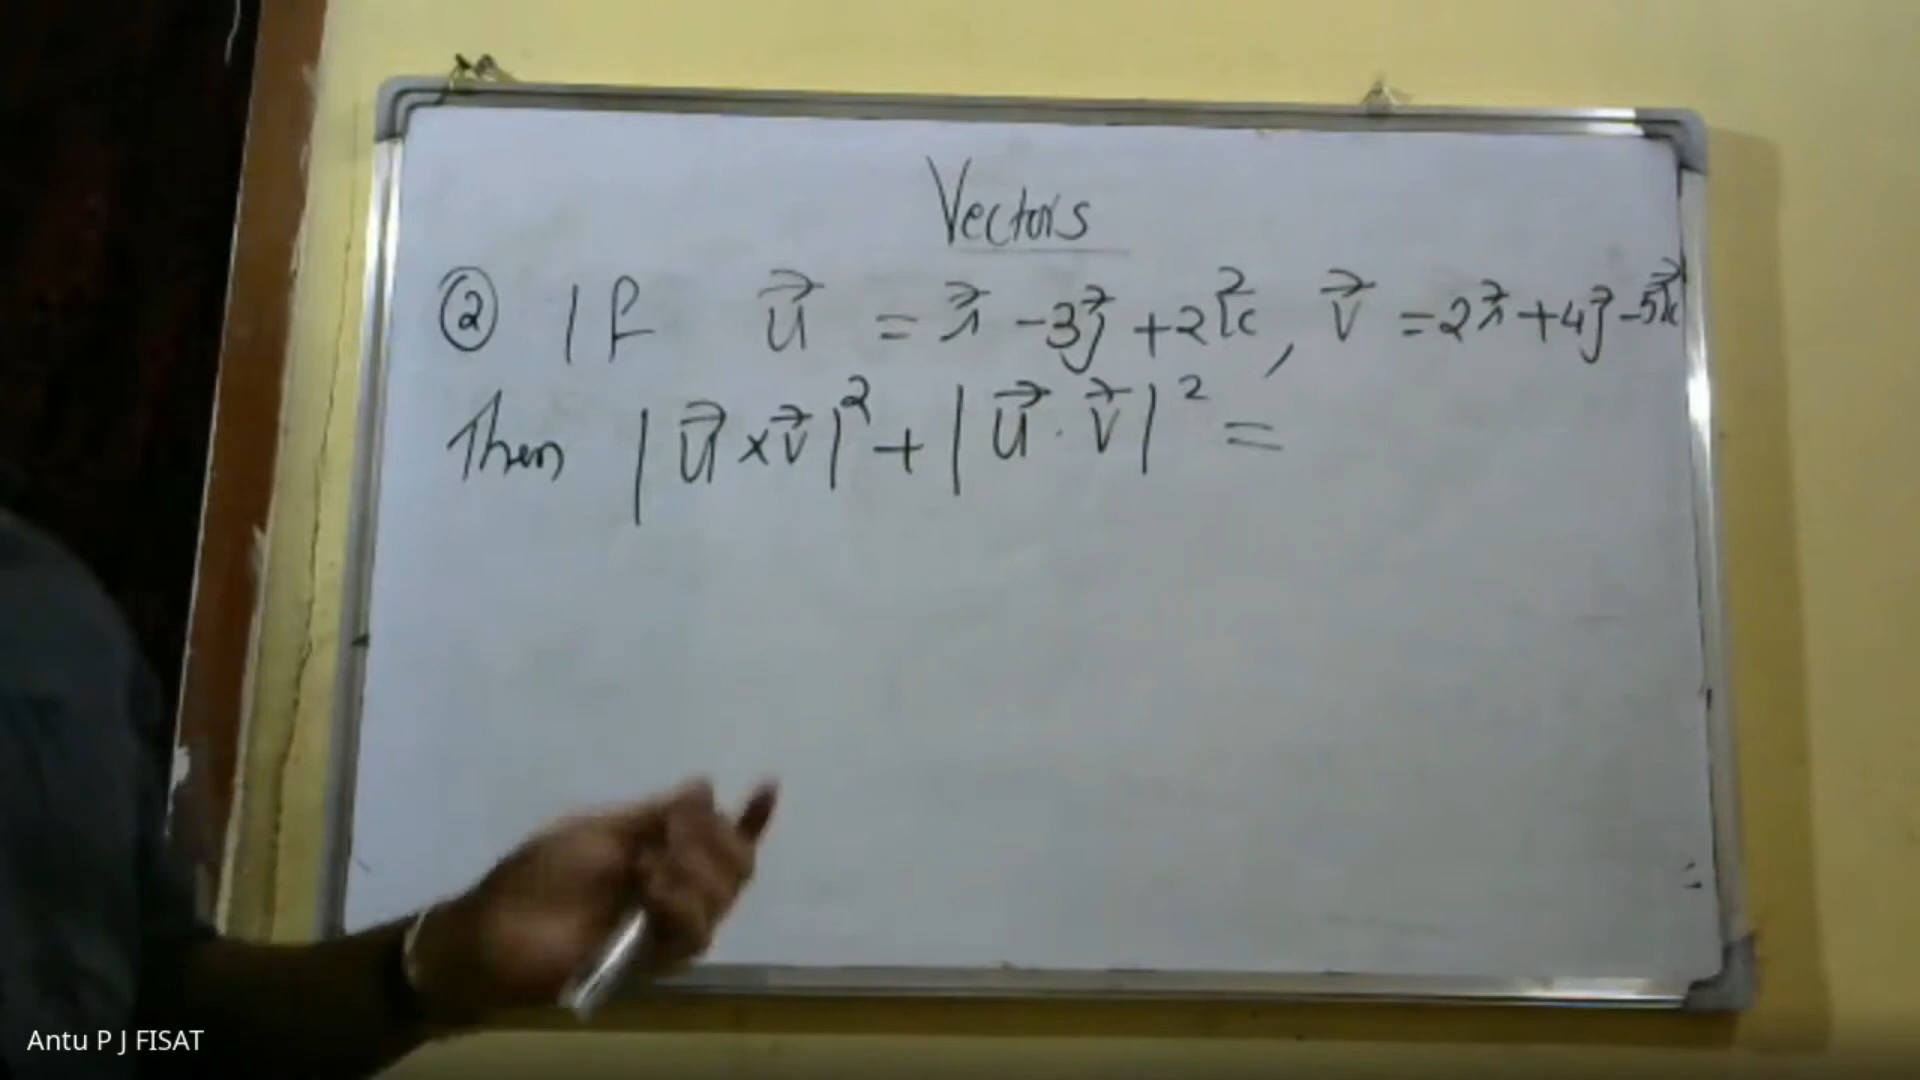 Vectors
② If u⃗ = i⃗ - 3j⃗ + 2k⃗, v⃗ = 2i⃗ + 4j⃗ - 5k⃗
Then |u⃗ × v⃗|² + |u⃗ · v⃗|² =
Antu P J FISAT